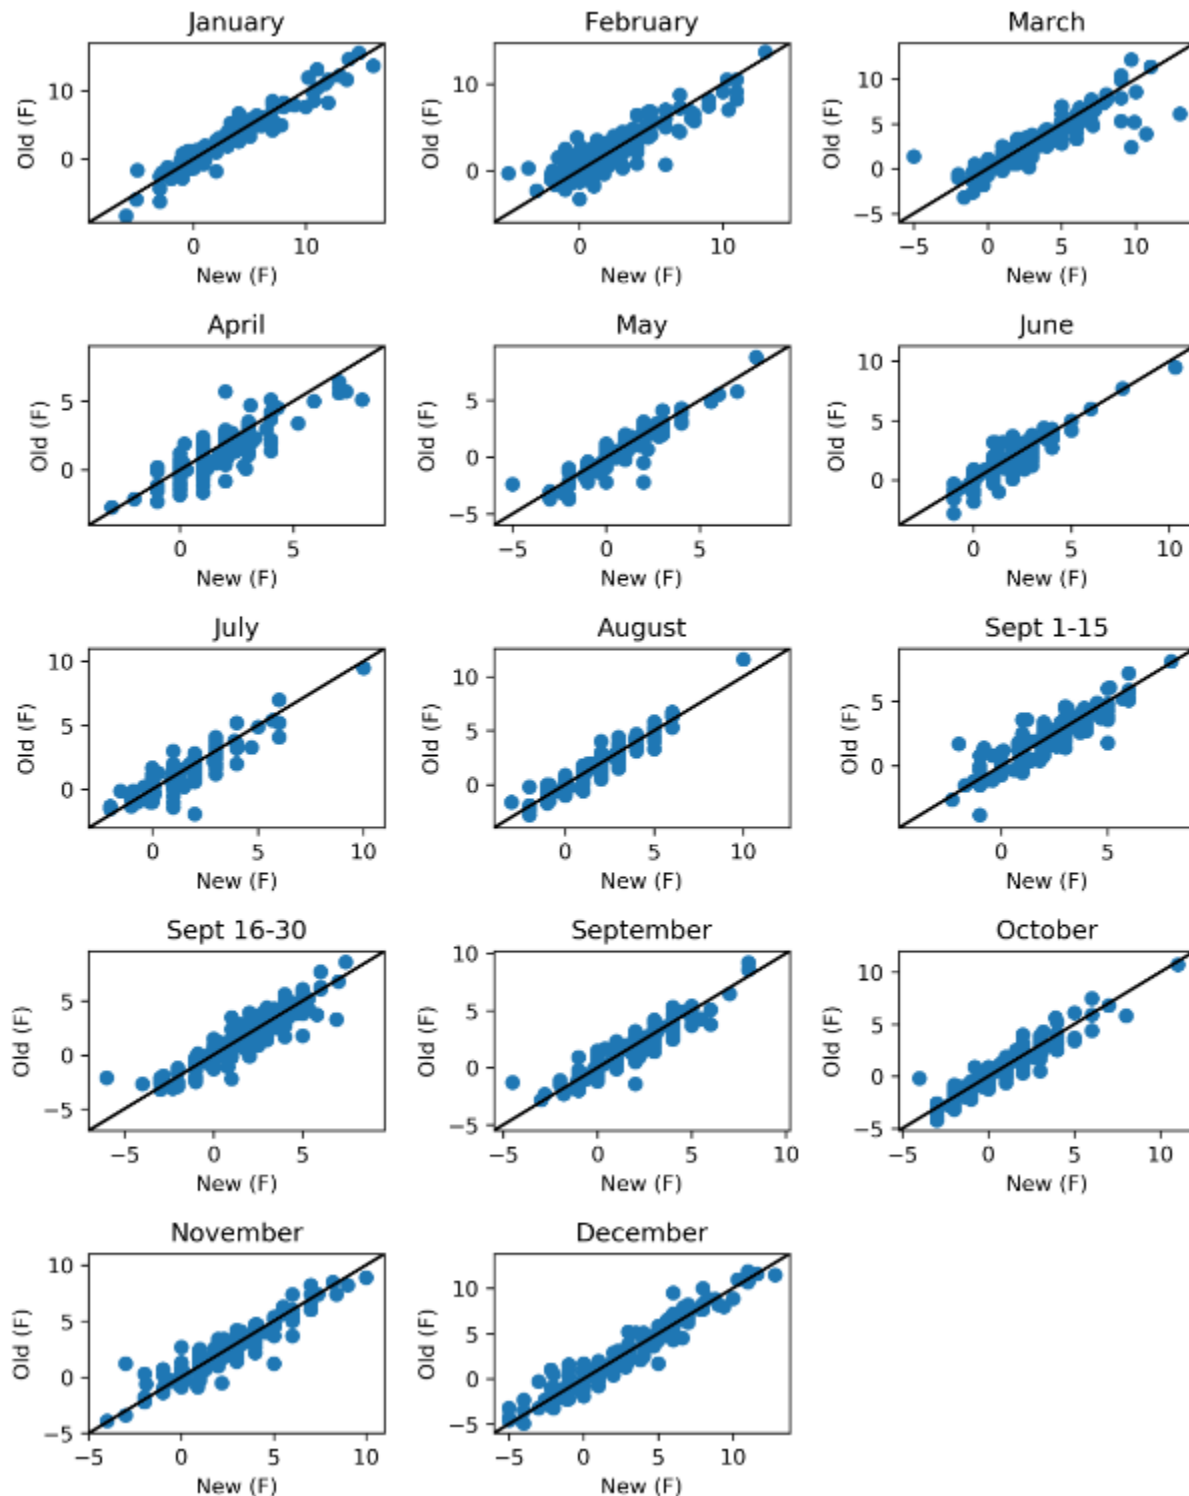 January February March
Old (F) 10 0 Old (F) 10 0 Old (F) 10 5 0 −5
0 10 0 10 −5 0 5 10
New (F) New (F) New (F)
April May June
Old (F) 5 0 Old (F) 5 0 −5 Old (F) 10 5 0
0 5 −5 0 5 0 5 10
New (F) New (F) New (F)
July August Sept 1-15
Old (F) 10 5 0 Old (F) 10 5 0 Old (F) 5 0
0 5 10 0 5 10 0 5
New (F) New (F) New (F)
Sept 16-30 September October
Old (F) 5 0 −5 Old (F) 10 5 0 −5 Old (F) 10 5 0 −5
−5 0 5 −5 0 5 10 −5 0 5 10
New (F) New (F) New (F)
November December
Old (F) 10 5 0 −5 Old (F) 10 5 0 −5
−5 0 5 10 −5 0 5 10
New (F) New (F)